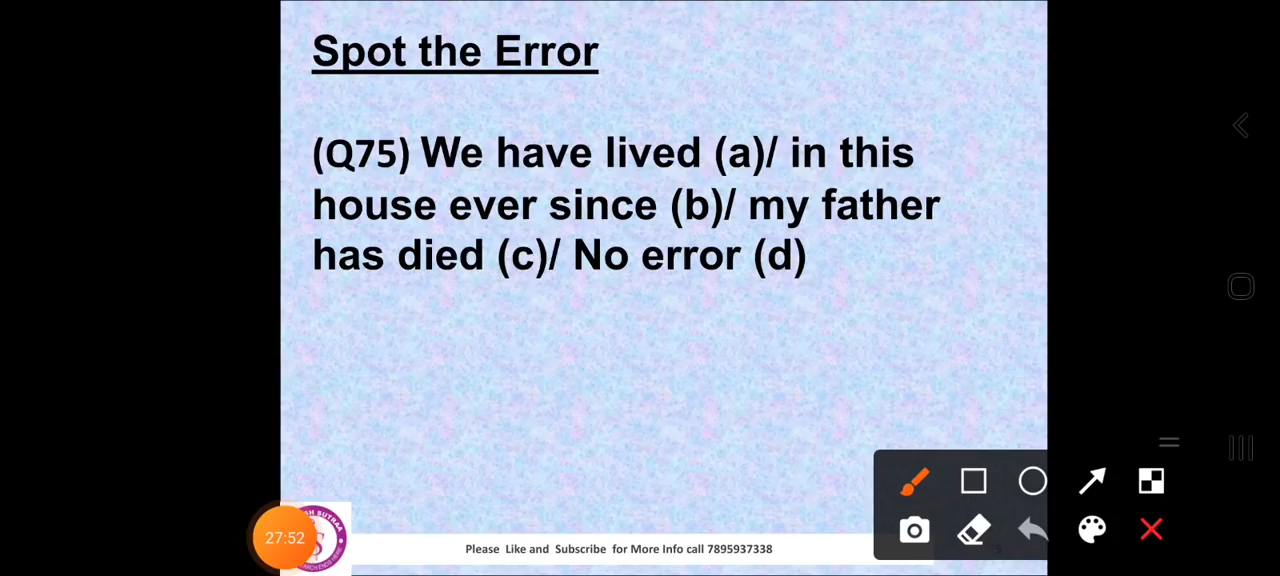 Spot the Error
(Q75) We have lived (a)/ in this
house ever since (b)/ my father
has died (c)/ No error (d)
27:52
Please Like and Subscribe for More Info call 7895937338